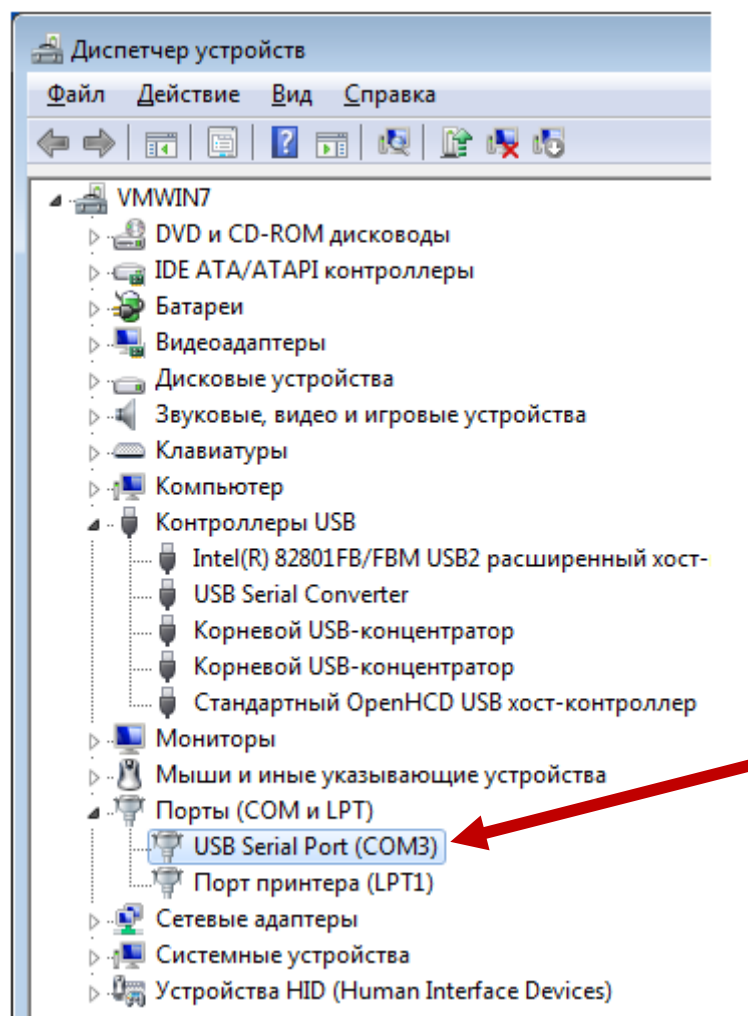 Диспетчер устройств
Файл Действие Вид Справка
VMWIN7
DVD и CD-ROM дисководы
IDE ATA/ATAPI контроллеры
Батареи
Видеоадаптеры
Дисковые устройства
Звуковые, видео и игровые устройства
Клавиатуры
Компьютер
Контроллеры USB
Intel(R) 82801FB/FBM USB2 расширенный хост-
USB Serial Converter
Корневой USB-концентратор
Корневой USB-концентратор
Стандартный OpenHCD USB хост-контроллер
Мониторы
Мыши и иные указывающие устройства
Порты (COM и LPT)
USB Serial Port (COM3)
Порт принтера (LPT1)
Сетевые адаптеры
Системные устройства
Устройства HID (Human Interface Devices)